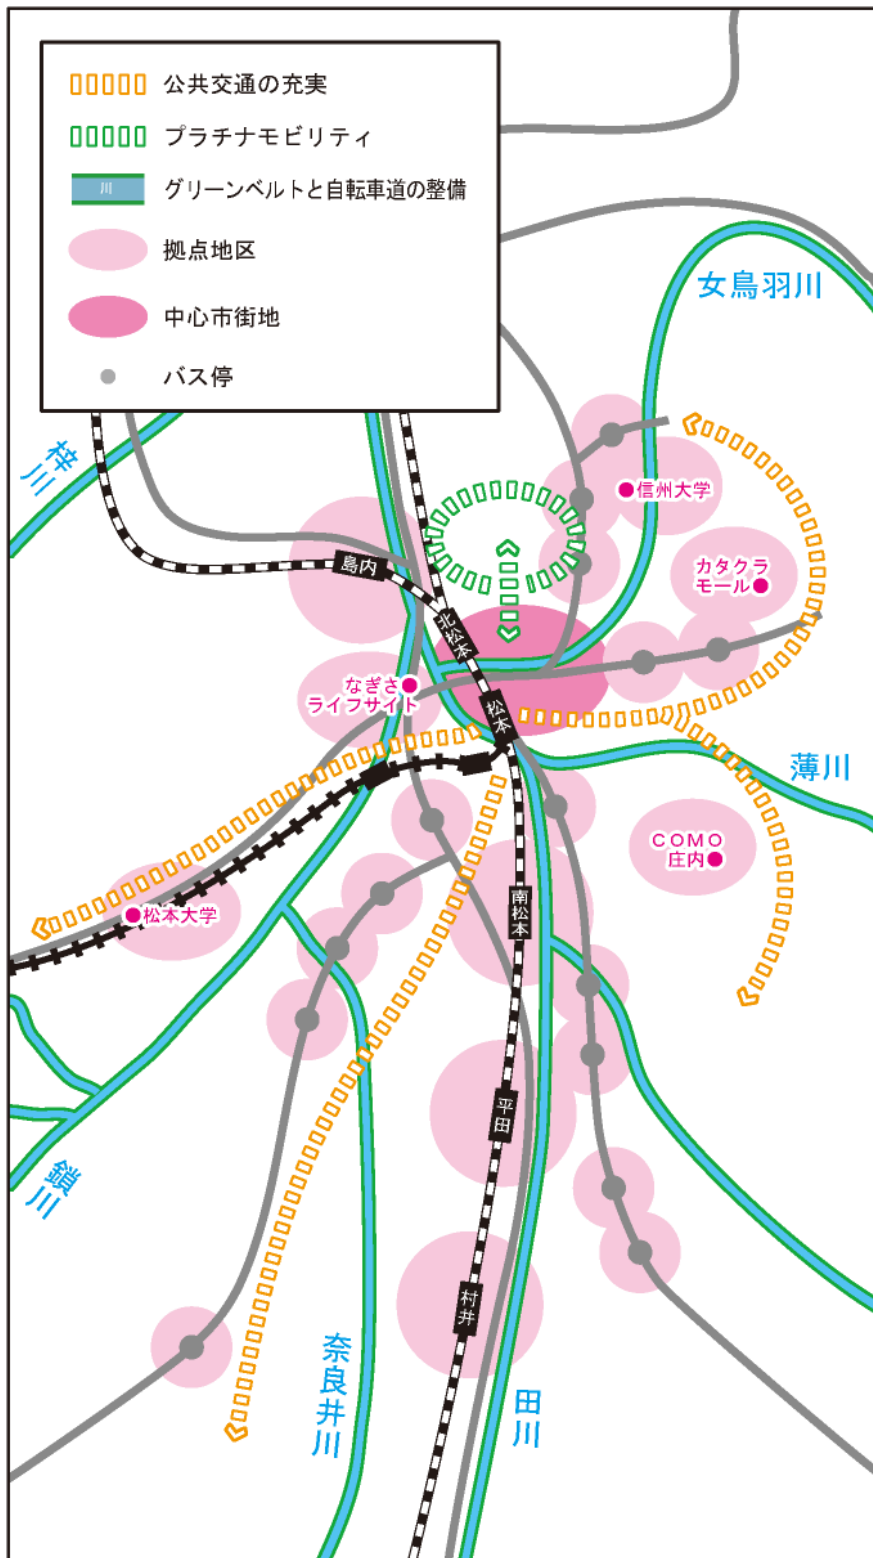 公共交通の充実
プラチナモビリティ
川
グリーンベルトと自転車道の整備
拠点地区
中心市街地
バス停
女鳥羽川
梓川
信州大学
島内
カタクラ
モール
北松本
なぎさ
ライフサイト
松本
薄川
COMO
庄内
松本大学
南松本
平田
鎖川
村井
奈良井川
田川